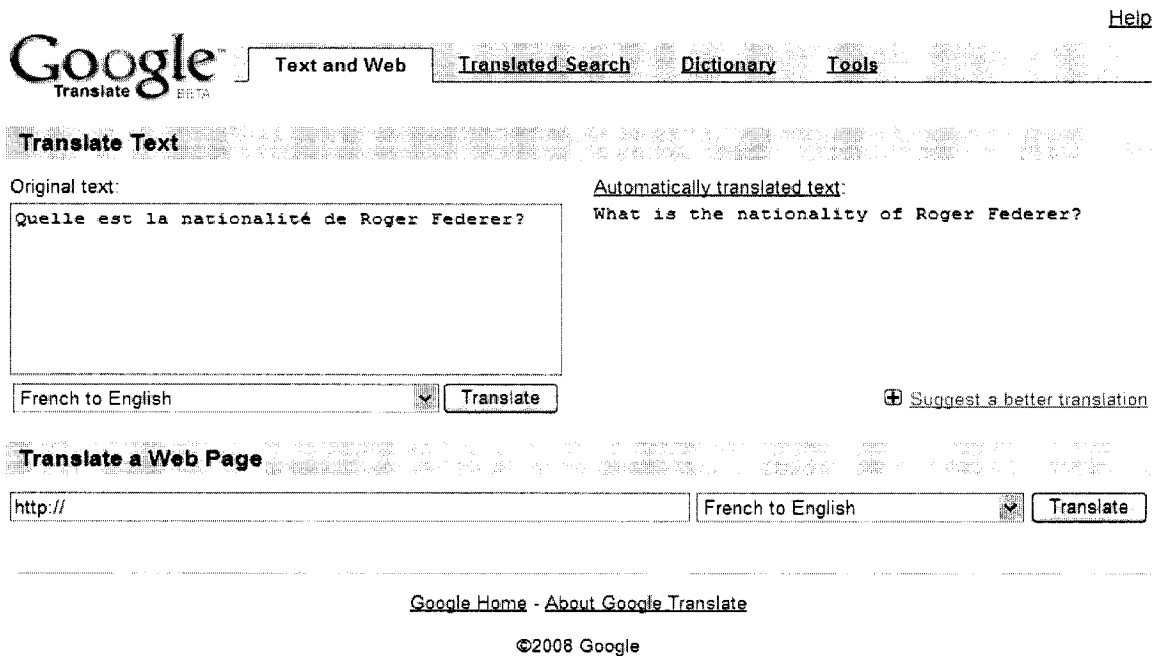 Help
Google™
Translate BETA
Text and Web Translated Search Dictionary Tools
Translate Text
Original text:
Quelle est la nationalité de Roger Federer?
French to English Translate
Automatically translated text:
What is the nationality of Roger Federer?
Suggest a better translation
Translate a Web Page
http:// French to English Translate
Google Home - About Google Translate
©2008 Google